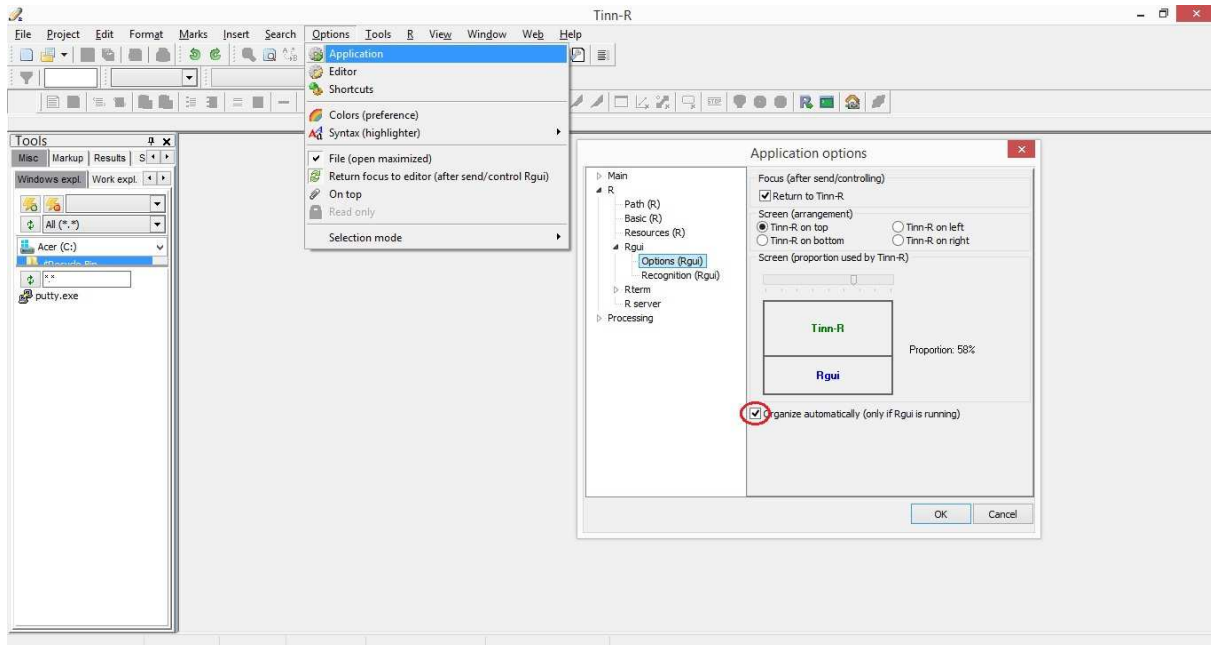 Tinn-R
File Project Edit Format Marks Insert Search Options Tools R View Window Web Help
Application
Editor
Shortcuts
Colors (preference)
Syntax (highlighter)
File (open maximized)
Return focus to editor (after send/control Rgui)
On top
Read only
Selection mode
Tools
Misc Markup Results S
Windows expl. Work expl.
All (*.*)
Acer (C:)
*.*
putty.exe
Application options
Main
R
Path (R)
Basic (R)
Resources (R)
Rgui
Options (Rgui)
Recognition (Rgui)
Rterm
R server
Processing
Focus (after send/controlling)
Return to Tinn-R
Screen (arrangement)
Tinn-R on top Tinn-R on left
Tinn-R on bottom Tinn-R on right
Screen (proportion used by Tinn-R)
Tinn-R
Proportion: 58%
Rgui
Organize automatically (only if Rgui is running)
OK Cancel